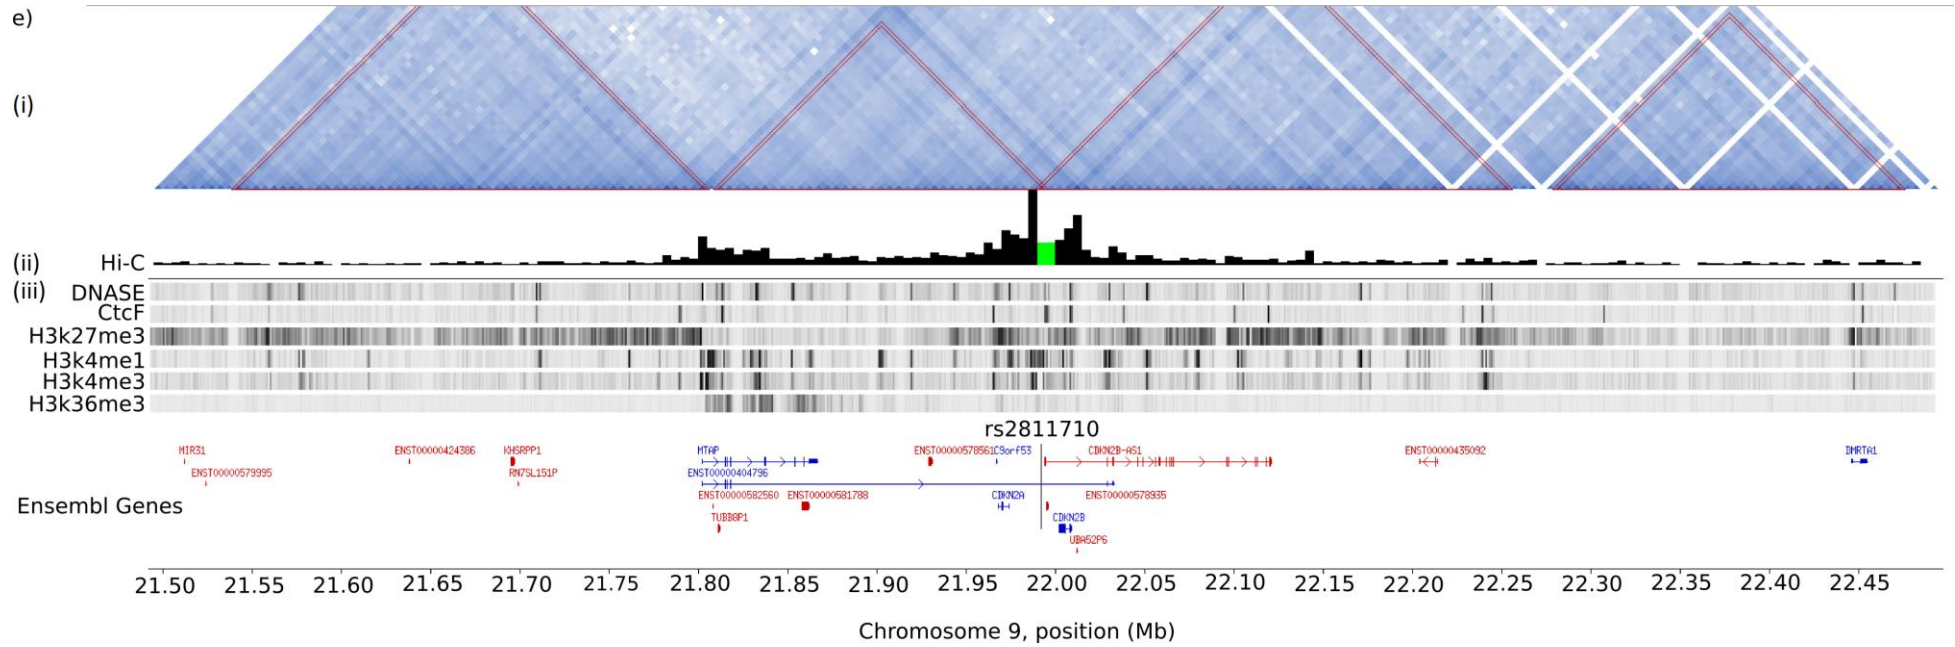 e)
(i)
(ii) Hi-C
(iii) DNASE
CtcF
H3k27me3
H3k4me1
H3k4me3
H3k36me3
rs2811710
MIR31 ENST00000424386 KHSRPP1 MTAP ENST00000578561 C9orf53 CDKN2B-AS1 ENST00000435092 DMRTA1
ENST00000579995 RN7SL151P ENST00000404796
ENST00000582560 ENST00000581788 CDKN2A ENST00000578935
Ensembl Genes
TUBB8P1 CDKN2B
UBA52P6
21.50 21.55 21.60 21.65 21.70 21.75 21.80 21.85 21.90 21.95 22.00 22.05 22.10 22.15 22.20 22.25 22.30 22.35 22.40 22.45
Chromosome 9, position (Mb)